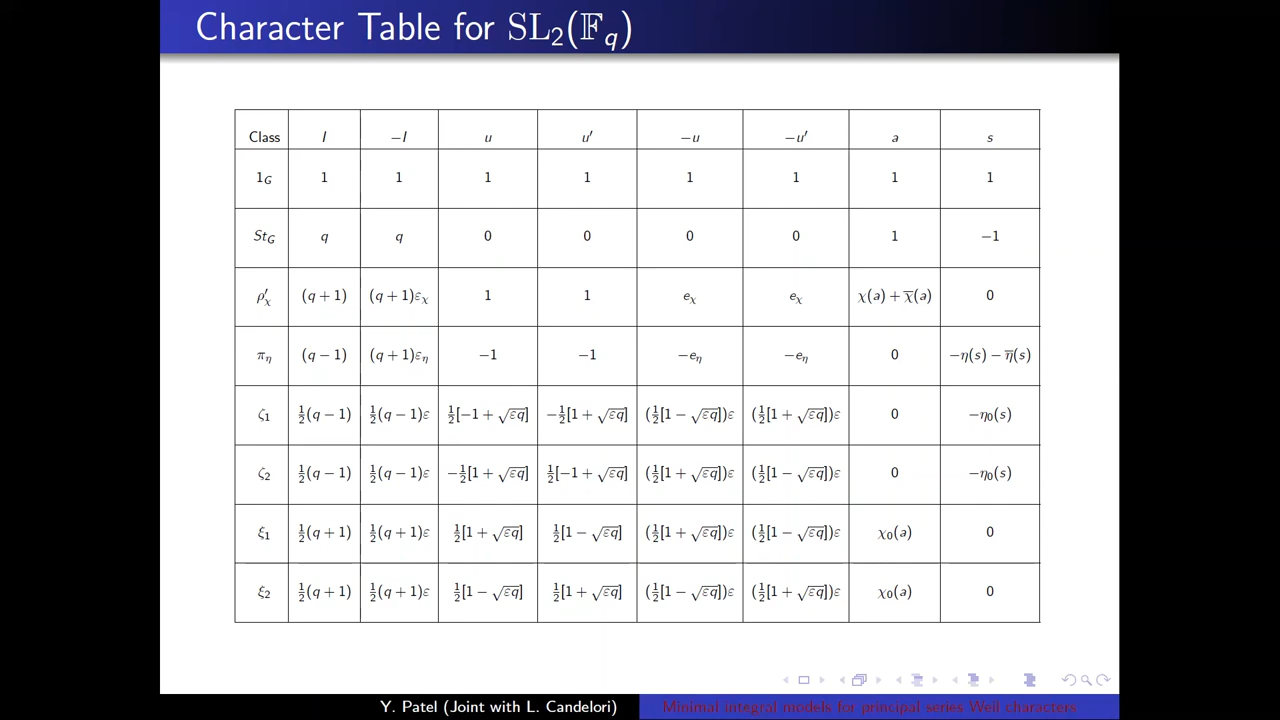 Character Table for SL₂(𝔽_q)
Class I −I u u′ −u −u′ a s
1_G 1 1 1 1 1 1 1 1
St_G q q 0 0 0 0 1 −1
ρ′_χ (q + 1) (q + 1)ε_χ 1 1 e_χ e_χ χ(a) + χ̅(a) 0
π_η (q − 1) (q + 1)ε_η −1 −1 −e_η −e_η 0 −η(s) − η̅(s)
ζ₁ ½(q − 1) ½(q − 1)ε ½[−1 + √εq] −½[1 + √εq] (½[1 − √εq])ε (½[1 + √εq])ε 0 −η₀(s)
ζ₂ ½(q − 1) ½(q − 1)ε −½[1 + √εq] ½[−1 + √εq] (½[1 + √εq])ε (½[1 − √εq])ε 0 −η₀(s)
ξ₁ ½(q + 1) ½(q + 1)ε ½[1 + √εq] ½[1 − √εq] (½[1 + √εq])ε (½[1 − √εq])ε χ₀(a) 0
ξ₂ ½(q + 1) ½(q + 1)ε ½[1 − √εq] ½[1 + √εq] (½[1 − √εq])ε (½[1 + √εq])ε χ₀(a) 0
Y. Patel (Joint with L. Candelori) Minimal integral models for principal series Weil characters